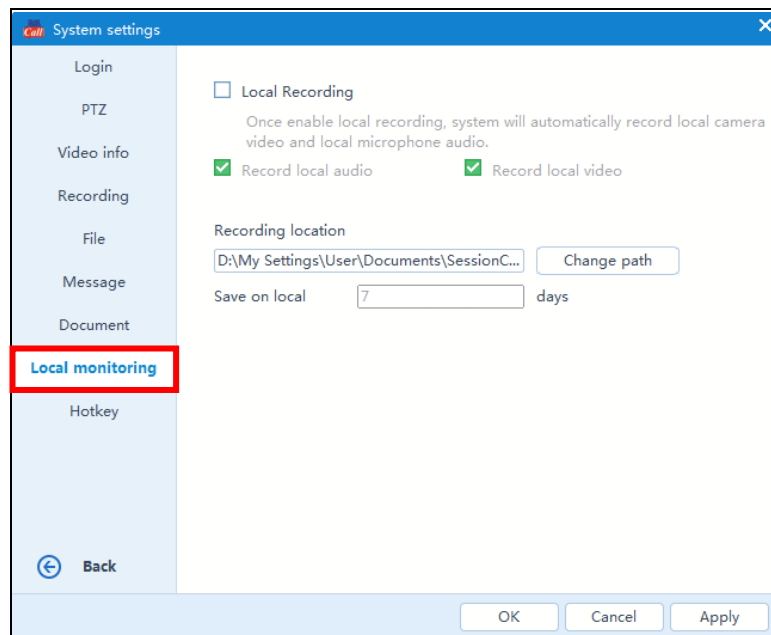 Call System settings
Login
PTZ
Video info
Recording
File
Message
Document
Local monitoring
Hotkey
Back
Local Recording
Once enable local recording, system will automatically record local camera
video and local microphone audio.
Record local audio Record local video
Recording location
D:\My Settings\User\Documents\SessionC... Change path
Save on local 7 days
OK Cancel Apply